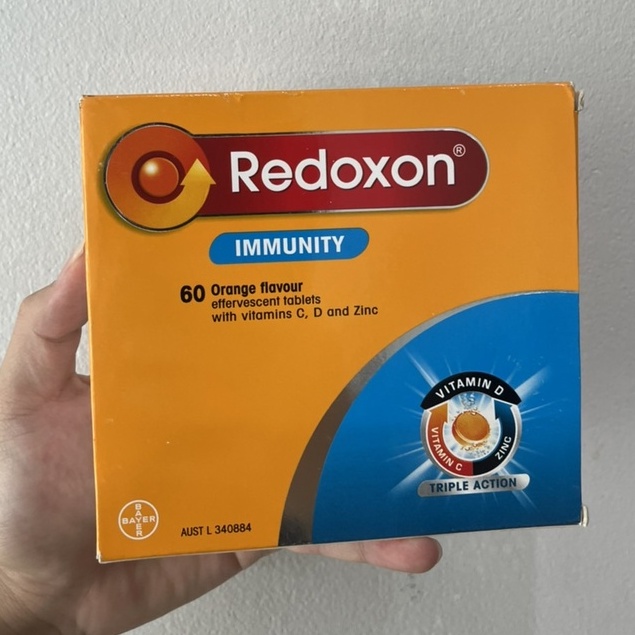 Redoxon®
IMMUNITY
60 Orange flavour
effervescent tablets
with vitamins C, D and Zinc
VITAMIN D
VITAMIN C
ZINC
TRIPLE ACTION
BAYER
BAYER
AUST L 340884